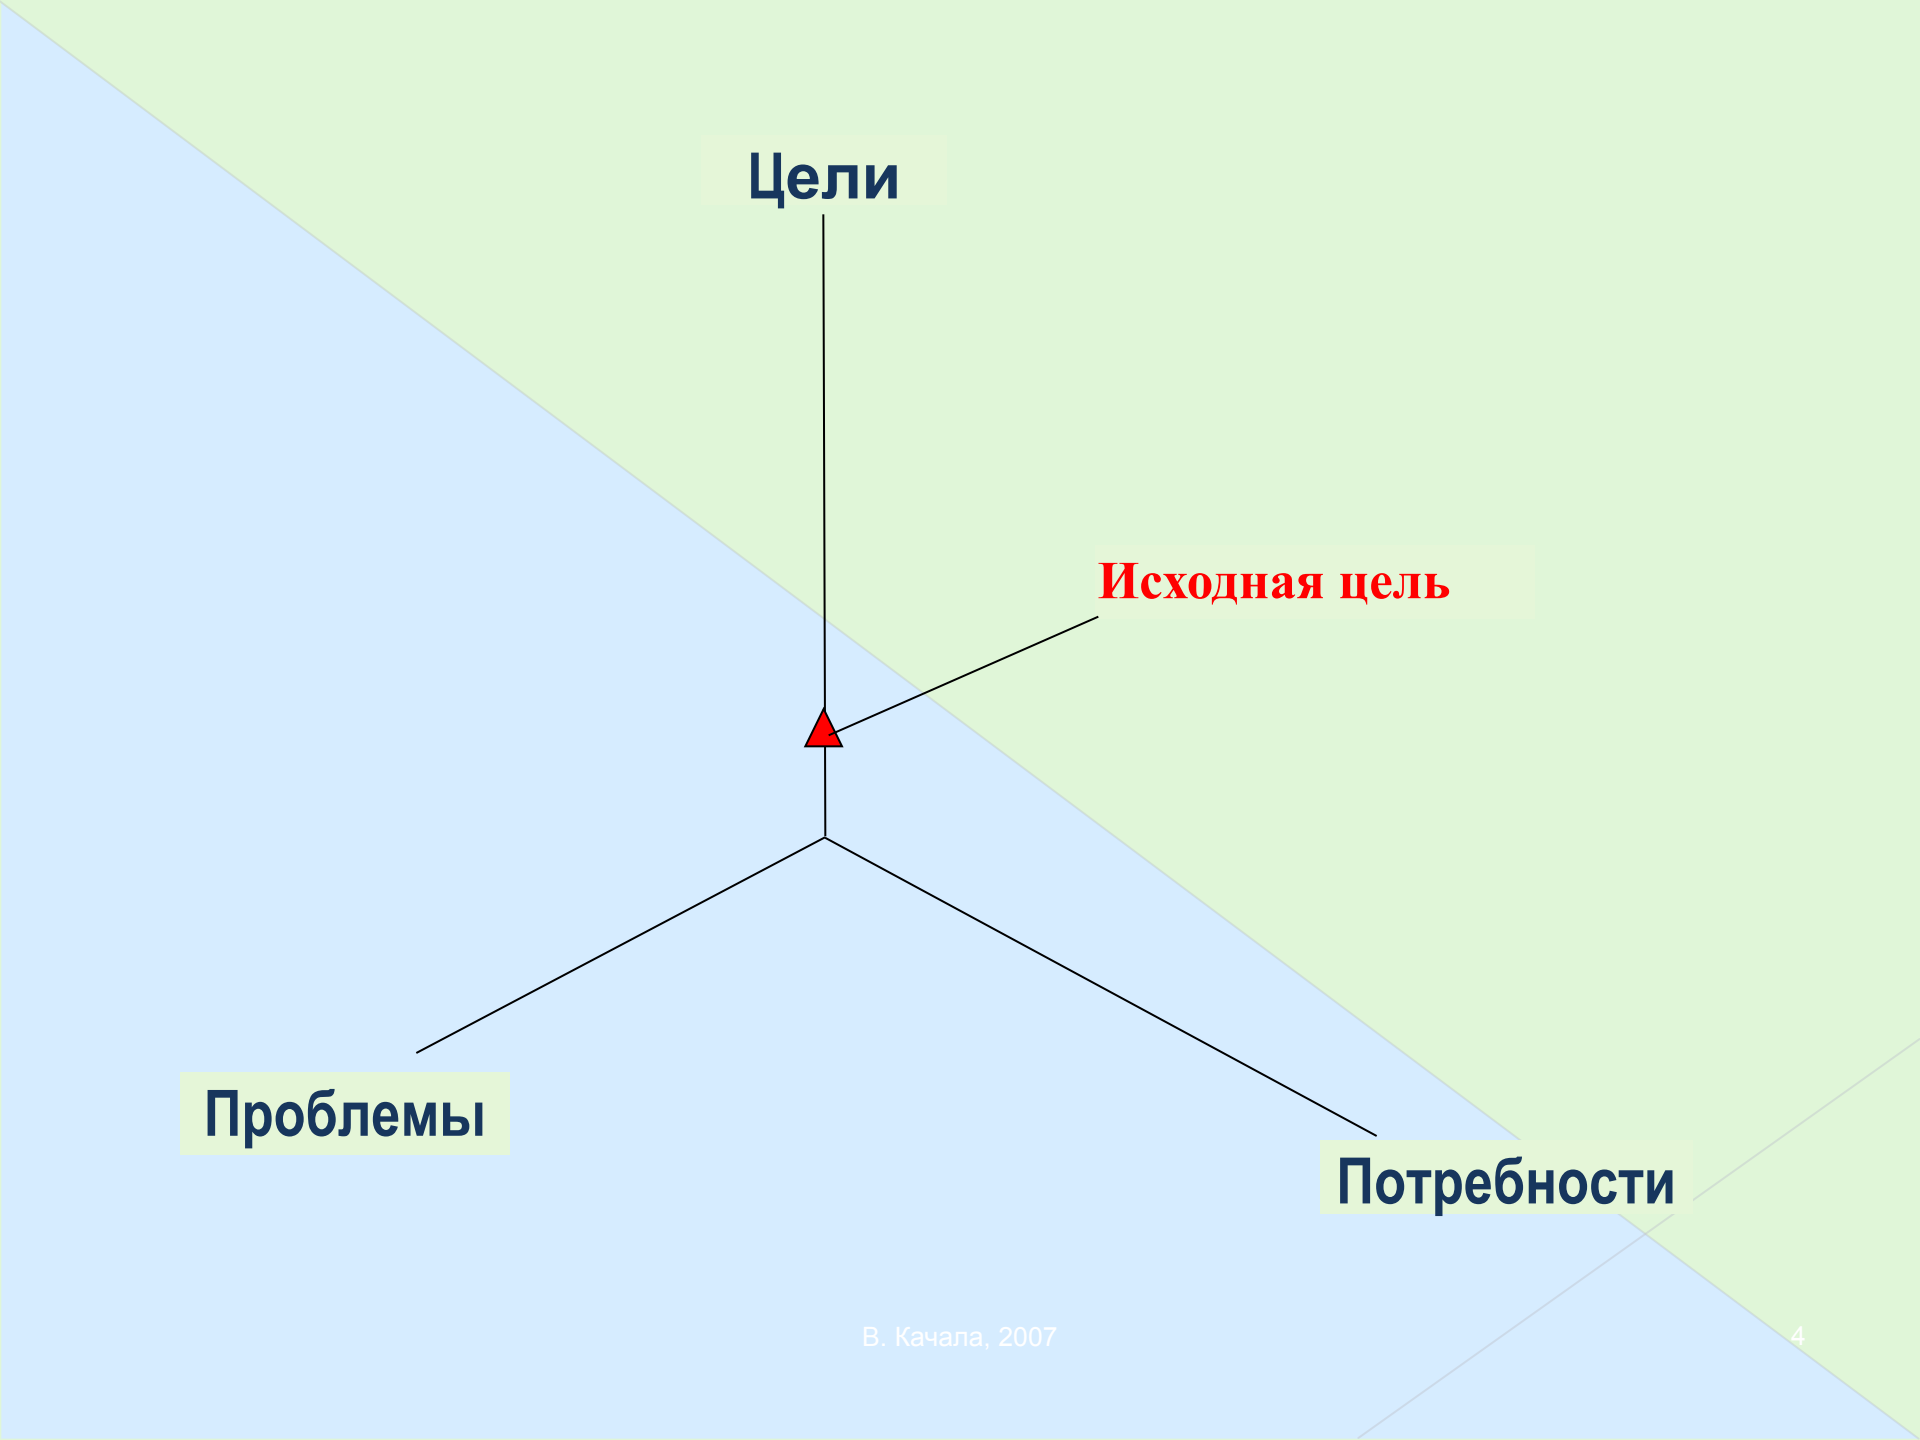 Цели
Исходная цель
Проблемы
Потребности
В. Качала, 2007
4